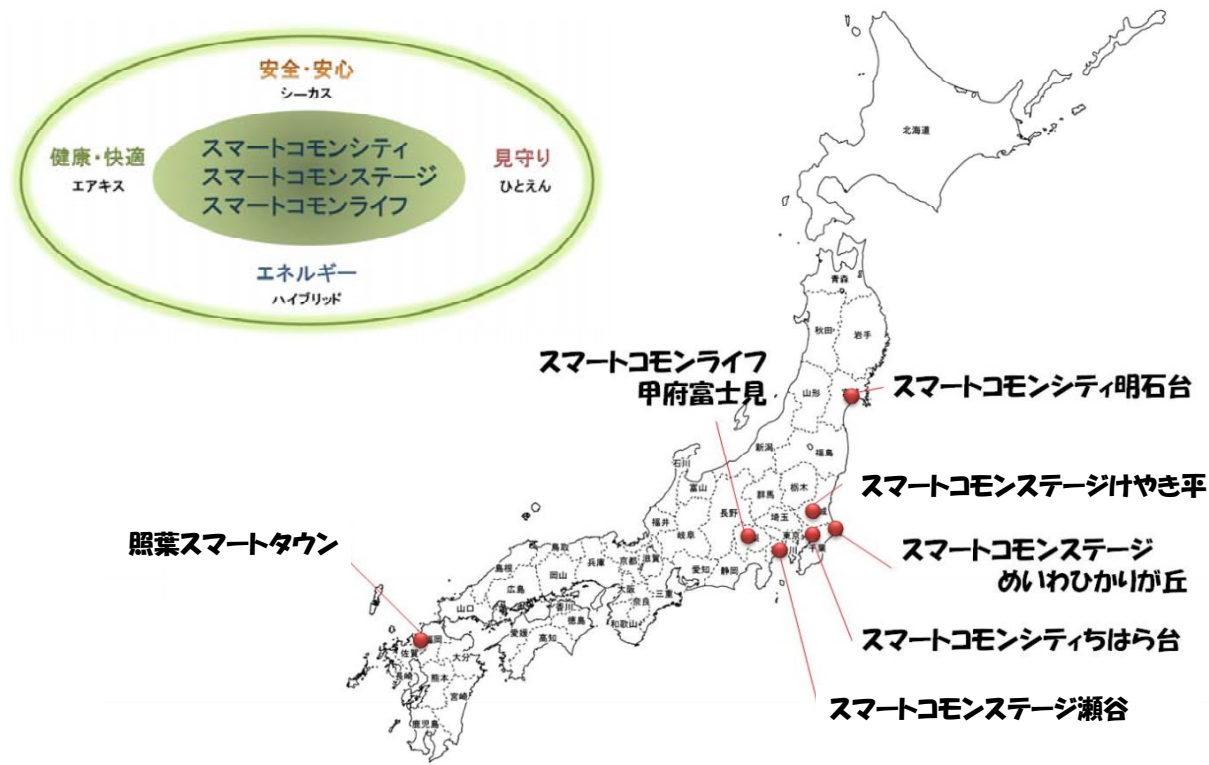 安全・安心
シーカス
健康・快適
エアキス
スマートコモンシティ
スマートコモンステージ
スマートコモンライフ
見守り
ひとえん
エネルギー
ハイブリッド
北海道
青森
秋田
岩手
スマートコモンライフ
甲府富士見
山形
スマートコモンシティ明石台
新潟
福島
石川
富山
群馬
栃木
スマートコモンステージけやき平
長野
埼玉
城
福井
岐阜
東京
千葉
川
スマートコモンステージ
めいわひかりが丘
照葉スマートタウン
鳥取
島根
岡山
兵庫
京都
滋賀
愛知
静岡
広島
大阪
三重
奈良
山口
香川
徳島
和歌山
愛媛
高知
スマートコモンシティちはら台
福岡
佐賀
大分
長崎
熊本
宮崎
鹿児島
スマートコモンステージ瀬谷